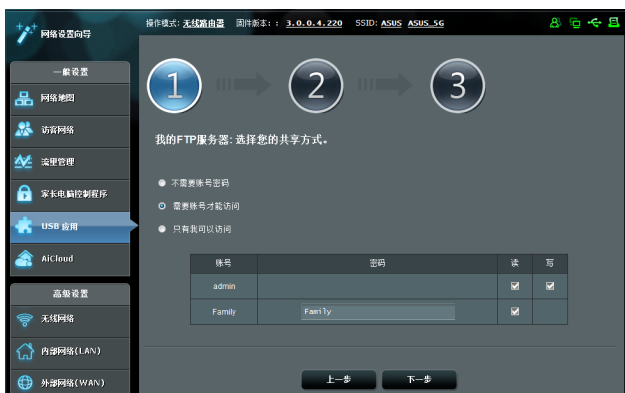 操作模式: 无线路由器 固件版本: : 3.0.0.4.220 SSID: ASUS ASUS_5G
网络设置向导
一般设置
网络地图
访客网络
流量管理
家长电脑控制程序
USB 应用
AiCloud
高级设置
无线网络
内部网络(LAN)
外部网络(WAN)
1 2 3
我的FTP服务器: 选择您的共享方式。
不需要账号密码
需要账号才能访问
只有我可以访问
账号 密码 读 写
admin
Family Family
上一步 下一步